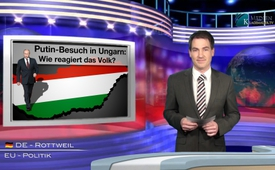 Putin-Besuch in Ungarn:
Wie reagiert das Volk?
DE - Rottweil
EU - Politik